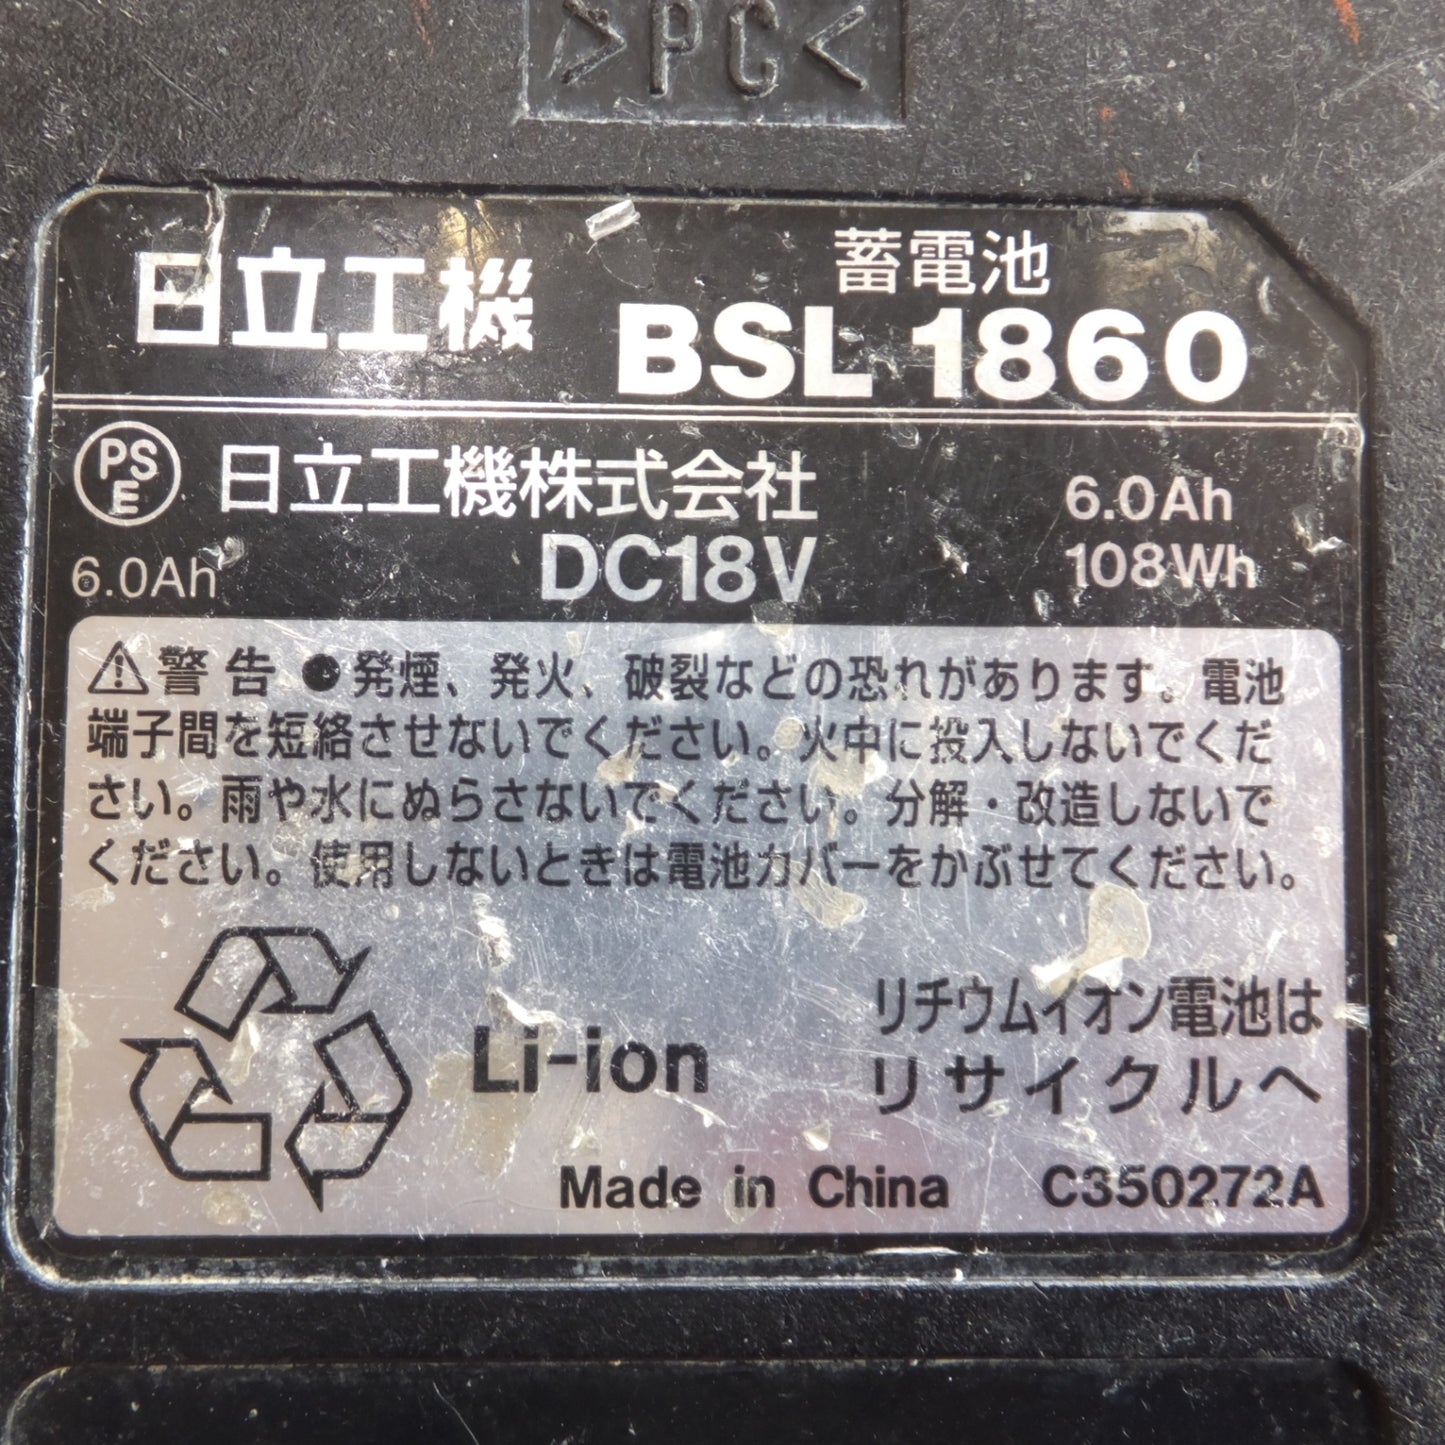 >PC<
日立工機
蓄電池
BSL 1860
PSE 日立工機株式会社 6.0Ah
6.0Ah DC18V 108Wh
⚠警告 ●発煙、発火、破裂などの恐れがあります。電池
端子間を短絡させないでください。火中に投入しないでくだ
さい。雨や水にぬらさないでください。分解・改造しないで
ください。使用しないときは電池カバーをかぶせてください。
Li-ion
リチウムイオン電池は
リサイクルへ
Made in China C350272A